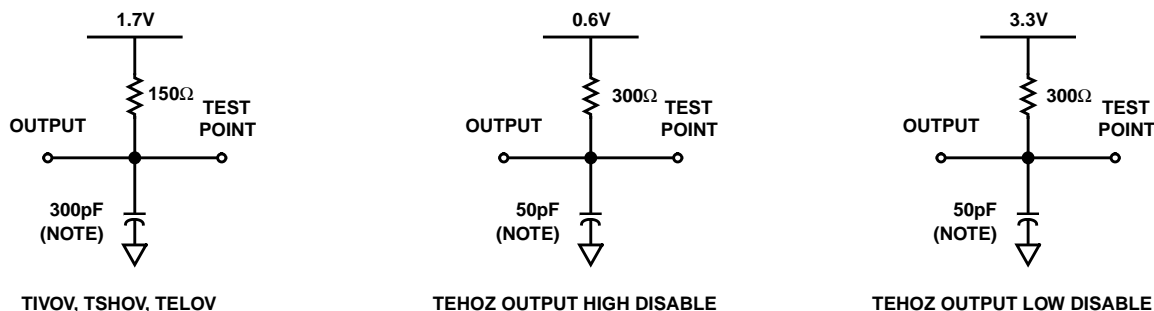 1.7V
150Ω
TEST
POINT
OUTPUT
300pF
(NOTE)
TIVOV, TSHOV, TELOV
0.6V
300Ω
TEST
POINT
OUTPUT
50pF
(NOTE)
TEHOZ OUTPUT HIGH DISABLE
3.3V
300Ω
TEST
POINT
OUTPUT
50pF
(NOTE)
TEHOZ OUTPUT LOW DISABLE